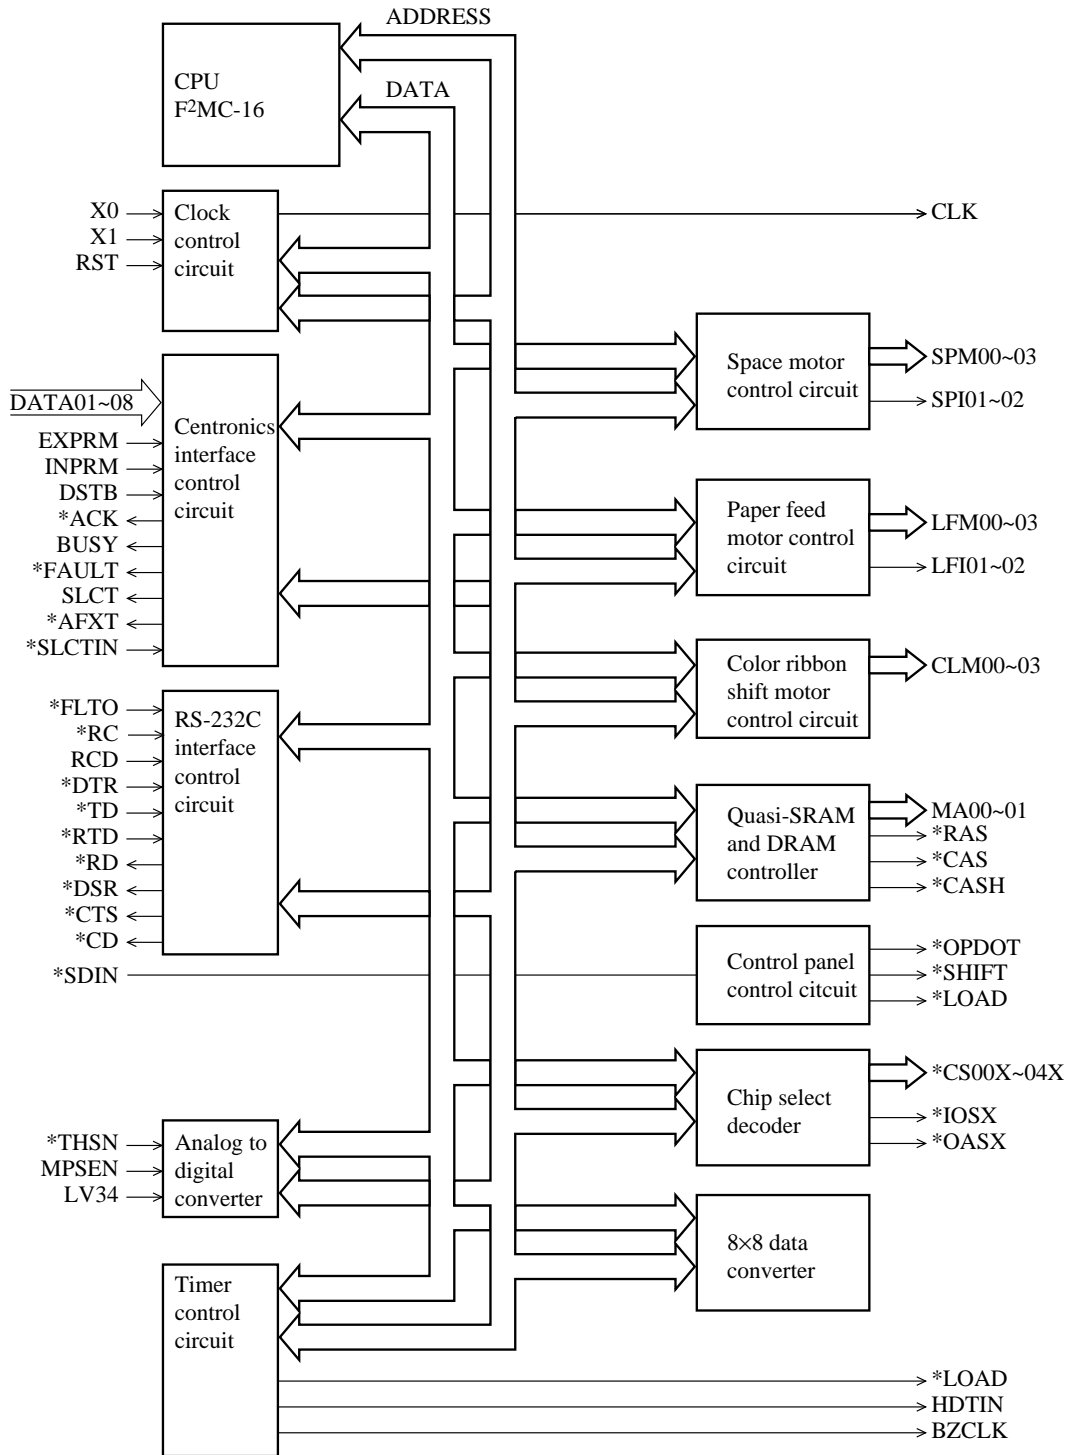 ADDRESS
CPU
F²MC-16
DATA
X0
X1
RST
Clock
control
circuit
CLK
DATA01~08
EXPRM
INPRM
DSTB
*ACK
BUSY
*FAULT
SLCT
*AFXT
*SLCTIN
Centronics
interface
control
circuit
Space motor
control circuit
SPM00~03
SPI01~02
Paper feed
motor control
circuit
LFM00~03
LFI01~02
Color ribbon
shift motor
control circuit
CLM00~03
*FLTO
*RC
RCD
*DTR
*TD
*RTD
*RD
*DSR
*CTS
*CD
RS-232C
interface
control
circuit
Quasi-SRAM
and DRAM
controller
MA00~01
*RAS
*CAS
*CASH
*SDIN
Control panel
control citcuit
*OPDOT
*SHIFT
*LOAD
Chip select
decoder
*CS00X~04X
*IOSX
*OASX
*THSN
MPSEN
LV34
Analog to
digital
converter
8×8 data
converter
Timer
control
circuit
*LOAD
HDTIN
BZCLK